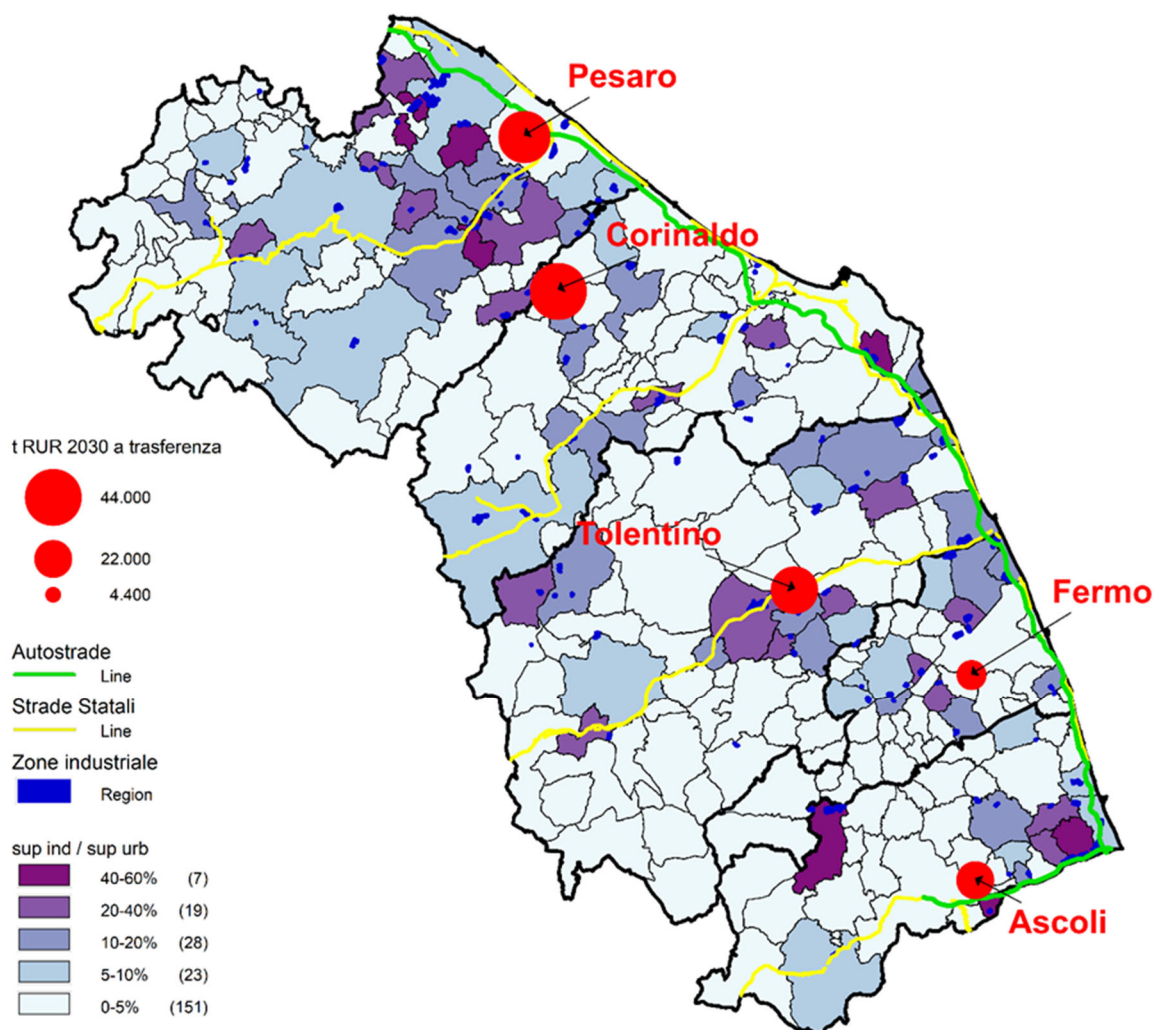 Pesaro
Corinaldo
t RUR 2030 a trasferenza
44.000
22.000
4.400
Tolentino
Fermo
Autostrade
Line
Strade Statali
Line
Zone industriale
Region
sup ind / sup urb
40-60% (7)
20-40% (19)
10-20% (28)
5-10% (23)
0-5% (151)
Ascoli